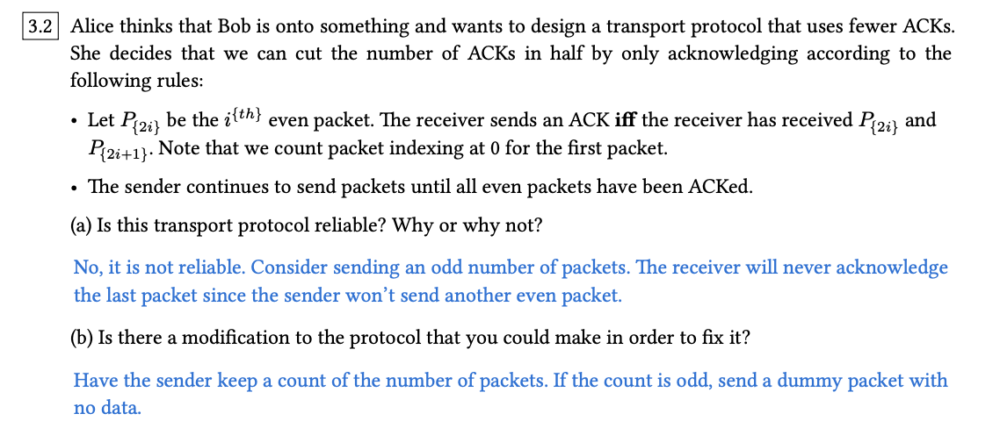 3.2 Alice thinks that Bob is onto something and wants to design a transport protocol that uses fewer ACKs.
She decides that we can cut the number of ACKs in half by only acknowledging according to the
following rules:
• Let P{2i} be the i{th} even packet. The receiver sends an ACK iff the receiver has received P{2i} and
P{2i+1}. Note that we count packet indexing at 0 for the first packet.
• The sender continues to send packets until all even packets have been ACKed.
(a) Is this transport protocol reliable? Why or why not?
No, it is not reliable. Consider sending an odd number of packets. The receiver will never acknowledge
the last packet since the sender won’t send another even packet.
(b) Is there a modification to the protocol that you could make in order to fix it?
Have the sender keep a count of the number of packets. If the count is odd, send a dummy packet with
no data.